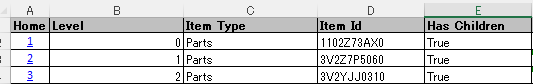 A B C D E
Home Level Item Type Item Id Has Children
1 0 Parts 1102Z73AX0 True
2 1 Parts 3V2Z7P5060 True
3 2 Parts 3V2YJJ0310 True